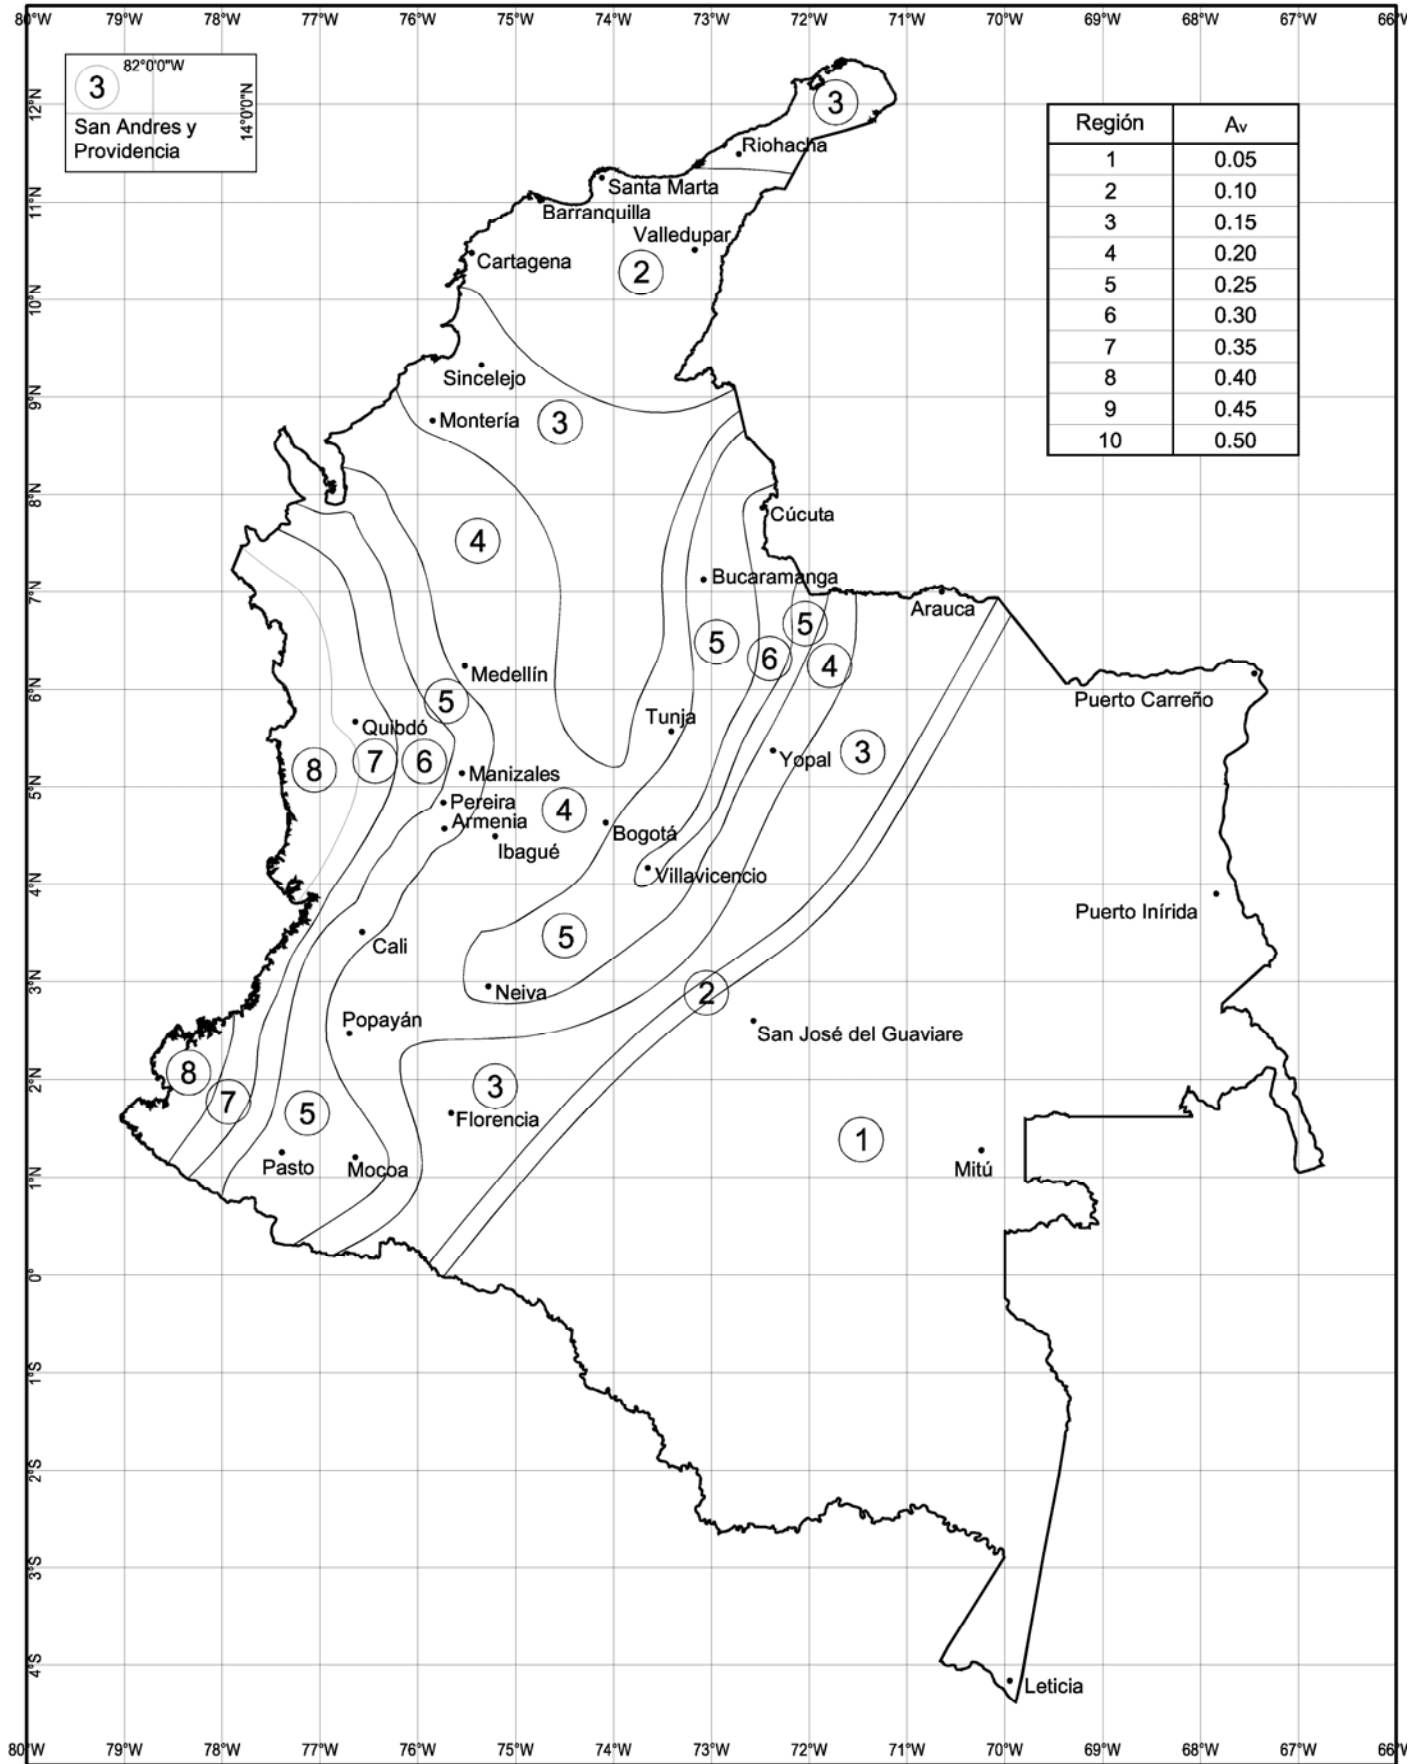 80°W 79°W 78°W 77°W 76°W 75°W 74°W 73°W 72°W 71°W 70°W 69°W 68°W 67°W 66°W
82°0'0"W
3
14°0'0"N
San Andres y
Providencia
12°N
3
Riohacha
Región Av
1 0.05
2 0.10
3 0.15
4 0.20
5 0.25
6 0.30
7 0.35
8 0.40
9 0.45
10 0.50
Santa Marta
11°N
Barranquilla
Valledupar
Cartagena
2
10°N
Sincelejo
9°N
Montería
3
8°N
Cúcuta
4
Bucaramanga
7°N
Arauca
5
5
6
4
Medellín
6°N
Puerto Carreño
5
Tunja
Quibdó
Yopal
3
8
7
6
Manizales
5°N
Pereira
4
Armenia
Bogotá
Ibagué
Villavicencio
4°N
Puerto Inírida
Cali
5
3°N
Neiva
2
Popayán
San José del Guaviare
8
2°N
3
7
5
Florencia
1
Pasto
Mocoa
Mitú
1°N
0°
1°S
2°S
3°S
4°S
Leticia
80°W 79°W 78°W 77°W 76°W 75°W 74°W 73°W 72°W 71°W 70°W 69°W 68°W 67°W 66°W